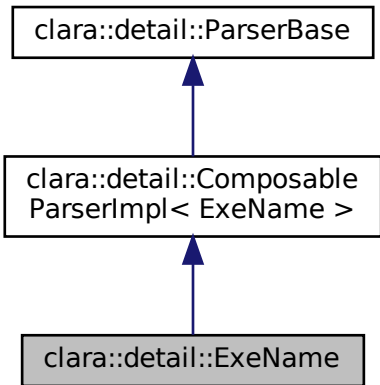 clara::detail::ParserBase
clara::detail::Composable
ParserImpl< ExeName >
clara::detail::ExeName